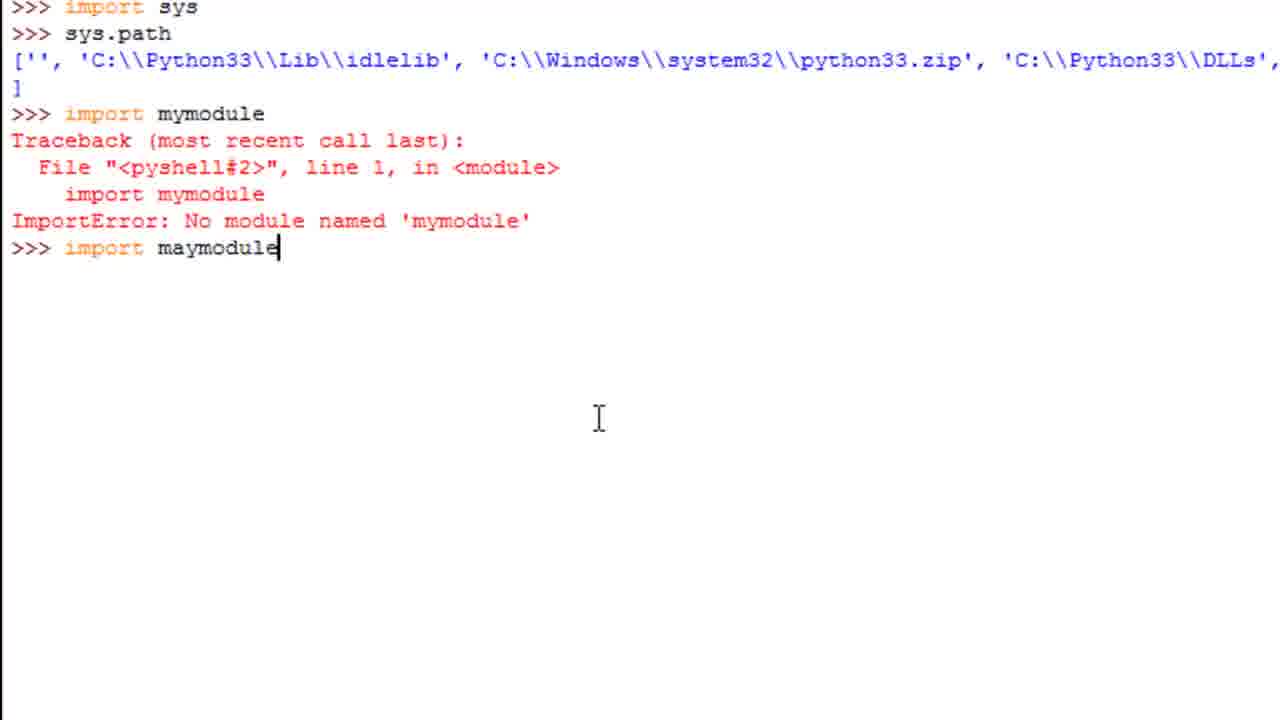 >>> import sys
>>> sys.path
['', 'C:\\Python33\\Lib\\idlelib', 'C:\\Windows\\system32\\python33.zip', 'C:\\Python33\\DLLs',
]
>>> import mymodule
Traceback (most recent call last):
  File "<pyshell#2>", line 1, in <module>
    import mymodule
ImportError: No module named 'mymodule'
>>> import maymodule